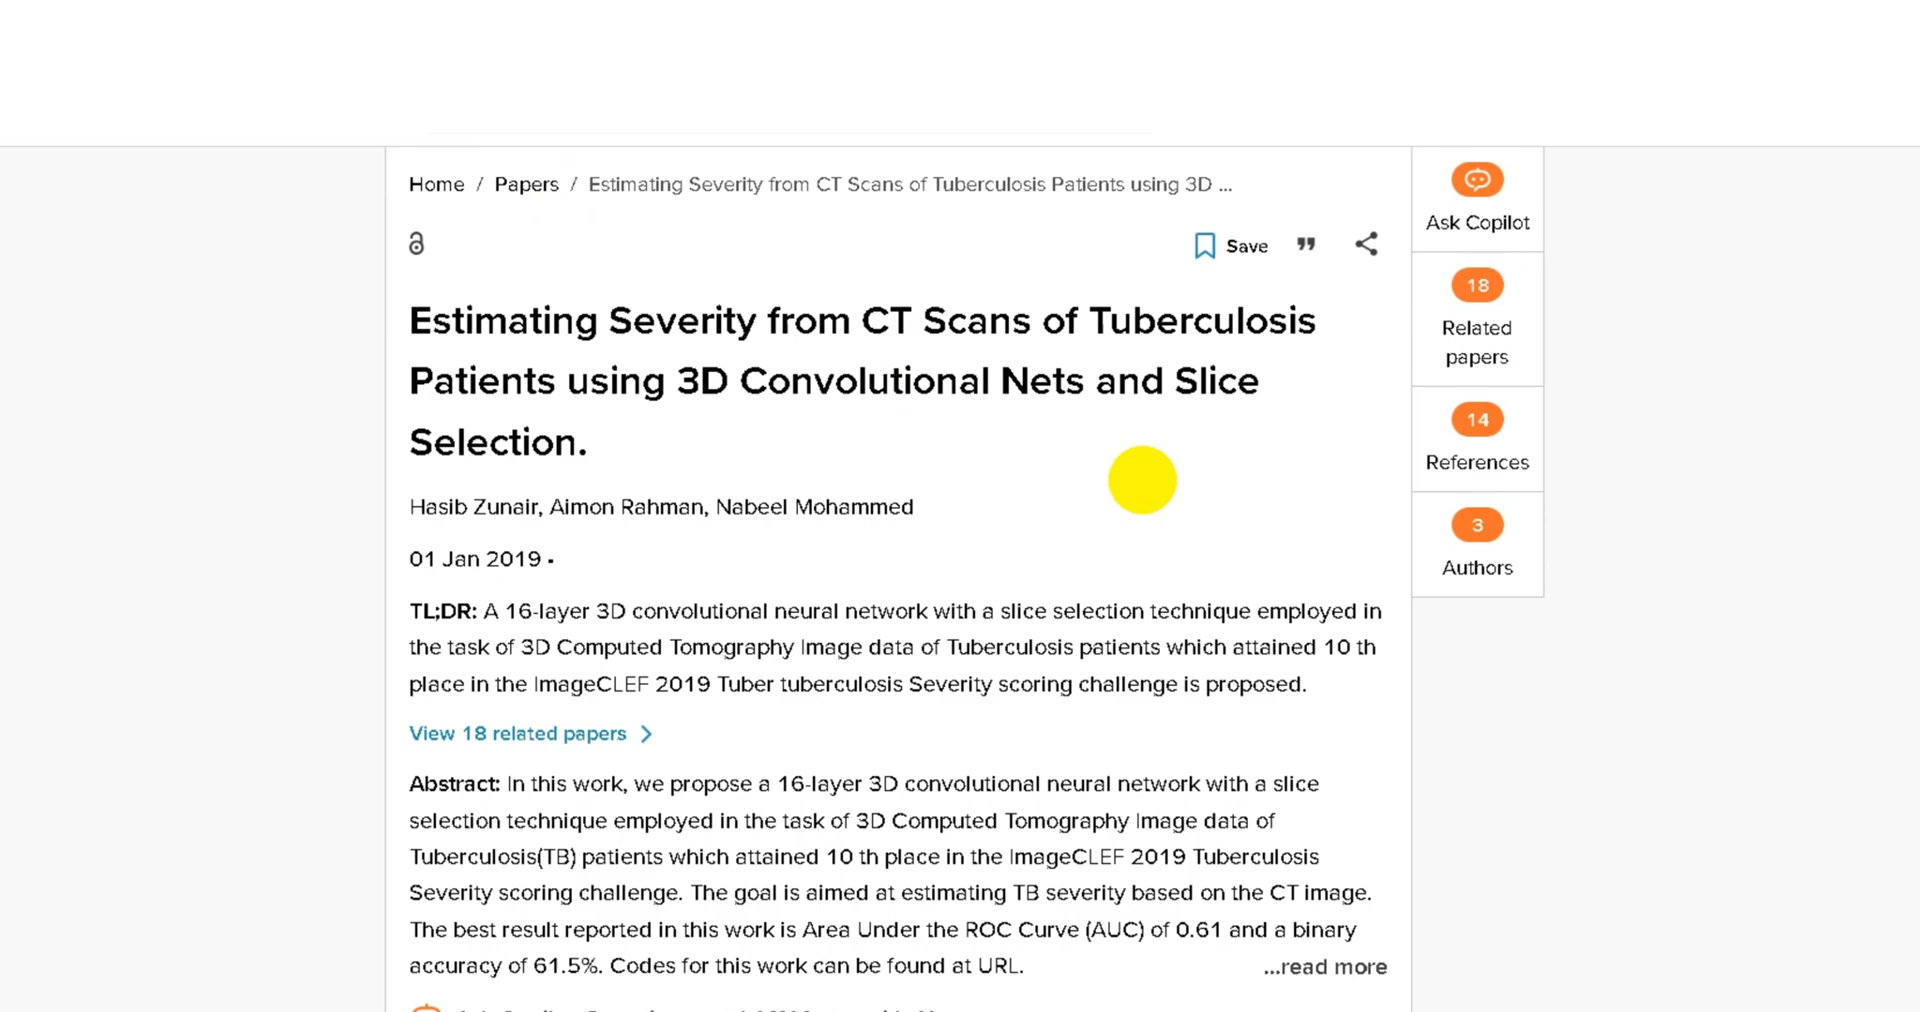 Home / Papers / Estimating Severity from CT Scans of Tuberculosis Patients using 3D ...
Save
Estimating Severity from CT Scans of Tuberculosis
Patients using 3D Convolutional Nets and Slice
Selection.
Hasib Zunair, Aimon Rahman, Nabeel Mohammed
01 Jan 2019 •
TL;DR: A 16-layer 3D convolutional neural network with a slice selection technique employed in
the task of 3D Computed Tomography Image data of Tuberculosis patients which attained 10 th
place in the ImageCLEF 2019 Tuber tuberculosis Severity scoring challenge is proposed.
View 18 related papers
Abstract: In this work, we propose a 16-layer 3D convolutional neural network with a slice
selection technique employed in the task of 3D Computed Tomography Image data of
Tuberculosis(TB) patients which attained 10 th place in the ImageCLEF 2019 Tuberculosis
Severity scoring challenge. The goal is aimed at estimating TB severity based on the CT image.
The best result reported in this work is Area Under the ROC Curve (AUC) of 0.61 and a binary
accuracy of 61.5%. Codes for this work can be found at URL.
...read more
Ask Copilot
18
Related
papers
14
References
3
Authors